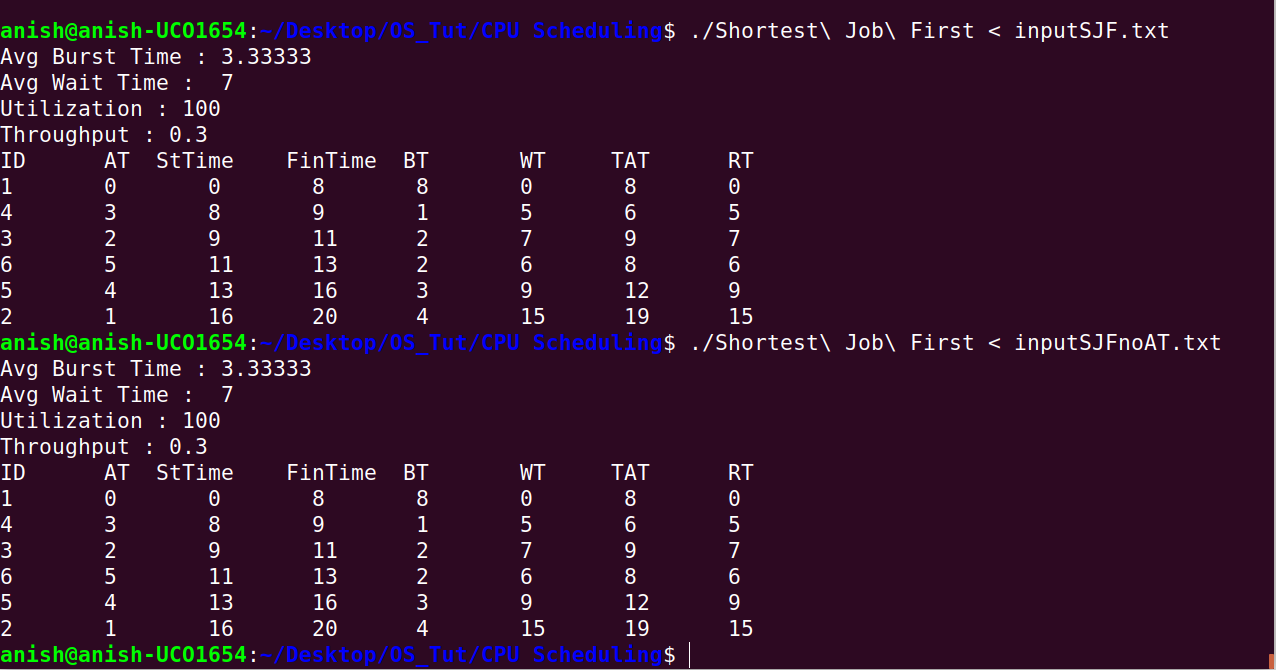 anish@anish-UCO1654:~/Desktop/OS_Tut/CPU Scheduling$ ./Shortest\ Job\ First < inputSJF.txt
Avg Burst Time : 3.33333
Avg Wait Time :  7
Utilization : 100
Throughput : 0.3
ID      AT  StTime    FinTime  BT       WT     TAT      RT
1       0       0       8       8       0       8       0
4       3       8       9       1       5       6       5
3       2       9       11      2       7       9       7
6       5       11      13      2       6       8       6
5       4       13      16      3       9       12      9
2       1       16      20      4       15      19      15
anish@anish-UCO1654:~/Desktop/OS_Tut/CPU Scheduling$ ./Shortest\ Job\ First < inputSJFnoAT.txt
Avg Burst Time : 3.33333
Avg Wait Time :  7
Utilization : 100
Throughput : 0.3
ID      AT  StTime    FinTime  BT       WT     TAT      RT
1       0       0       8       8       0       8       0
4       3       8       9       1       5       6       5
3       2       9       11      2       7       9       7
6       5       11      13      2       6       8       6
5       4       13      16      3       9       12      9
2       1       16      20      4       15      19      15
anish@anish-UCO1654:~/Desktop/OS_Tut/CPU Scheduling$